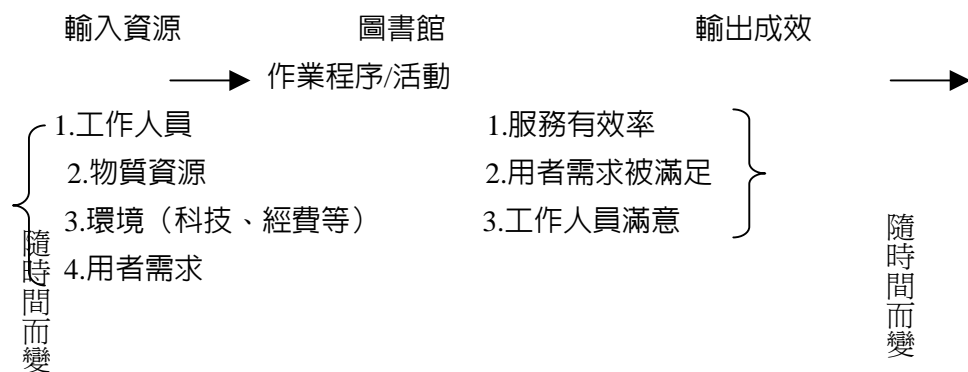 輸入資源 圖書館 輸出成效
作業程序/活動
1.工作人員 1.服務有效率
2.物質資源 2.用者需求被滿足
3.環境（科技、經費等） 3.工作人員滿意
4.用者需求
隨時間而變
隨時間而變